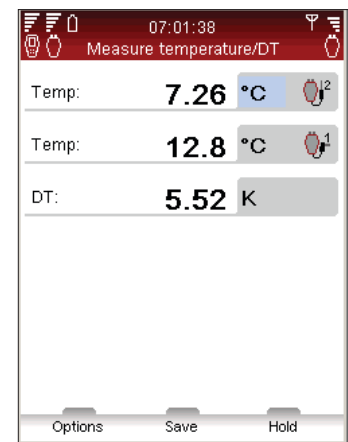 07:01:38
Measure temperature/DT
Temp: 7.26 °C 2
Temp: 12.8 °C 1
DT: 5.52 K
Options Save Hold